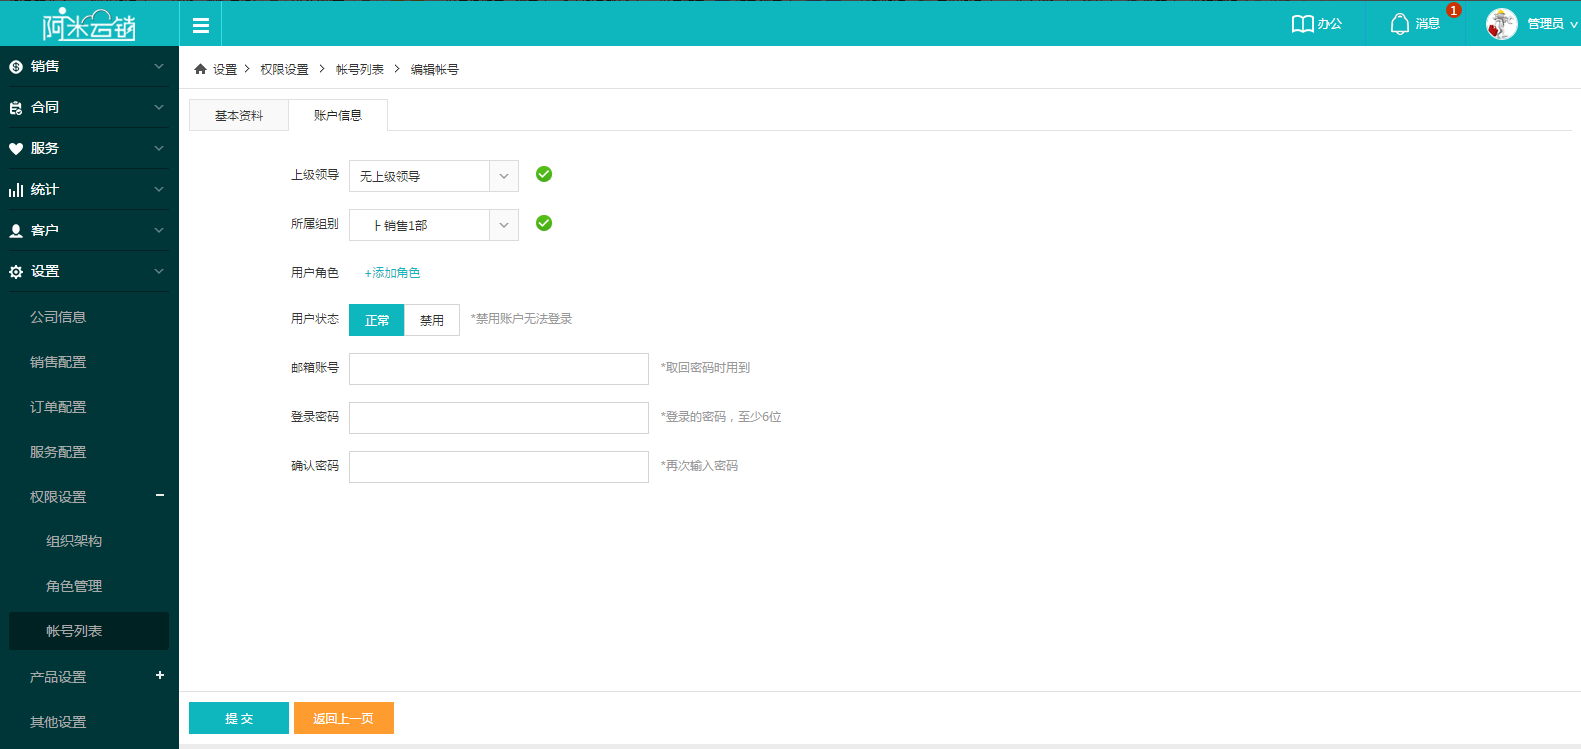 阿米云销
办公
消息
1
管理员
销售
合同
服务
统计
客户
设置
公司信息
销售配置
订单配置
服务配置
权限设置
组织架构
角色管理
帐号列表
产品设置
其他设置
设置 > 权限设置 > 帐号列表 > 编辑帐号
基本资料
账户信息
上级领导 无上级领导
所属组别 ├ 销售1部
用户角色 +添加角色
用户状态 正常 禁用 *禁用账户无法登录
邮箱账号 *取回密码时用到
登录密码 *登录的密码，至少6位
确认密码 *再次输入密码
提 交
返回上一页